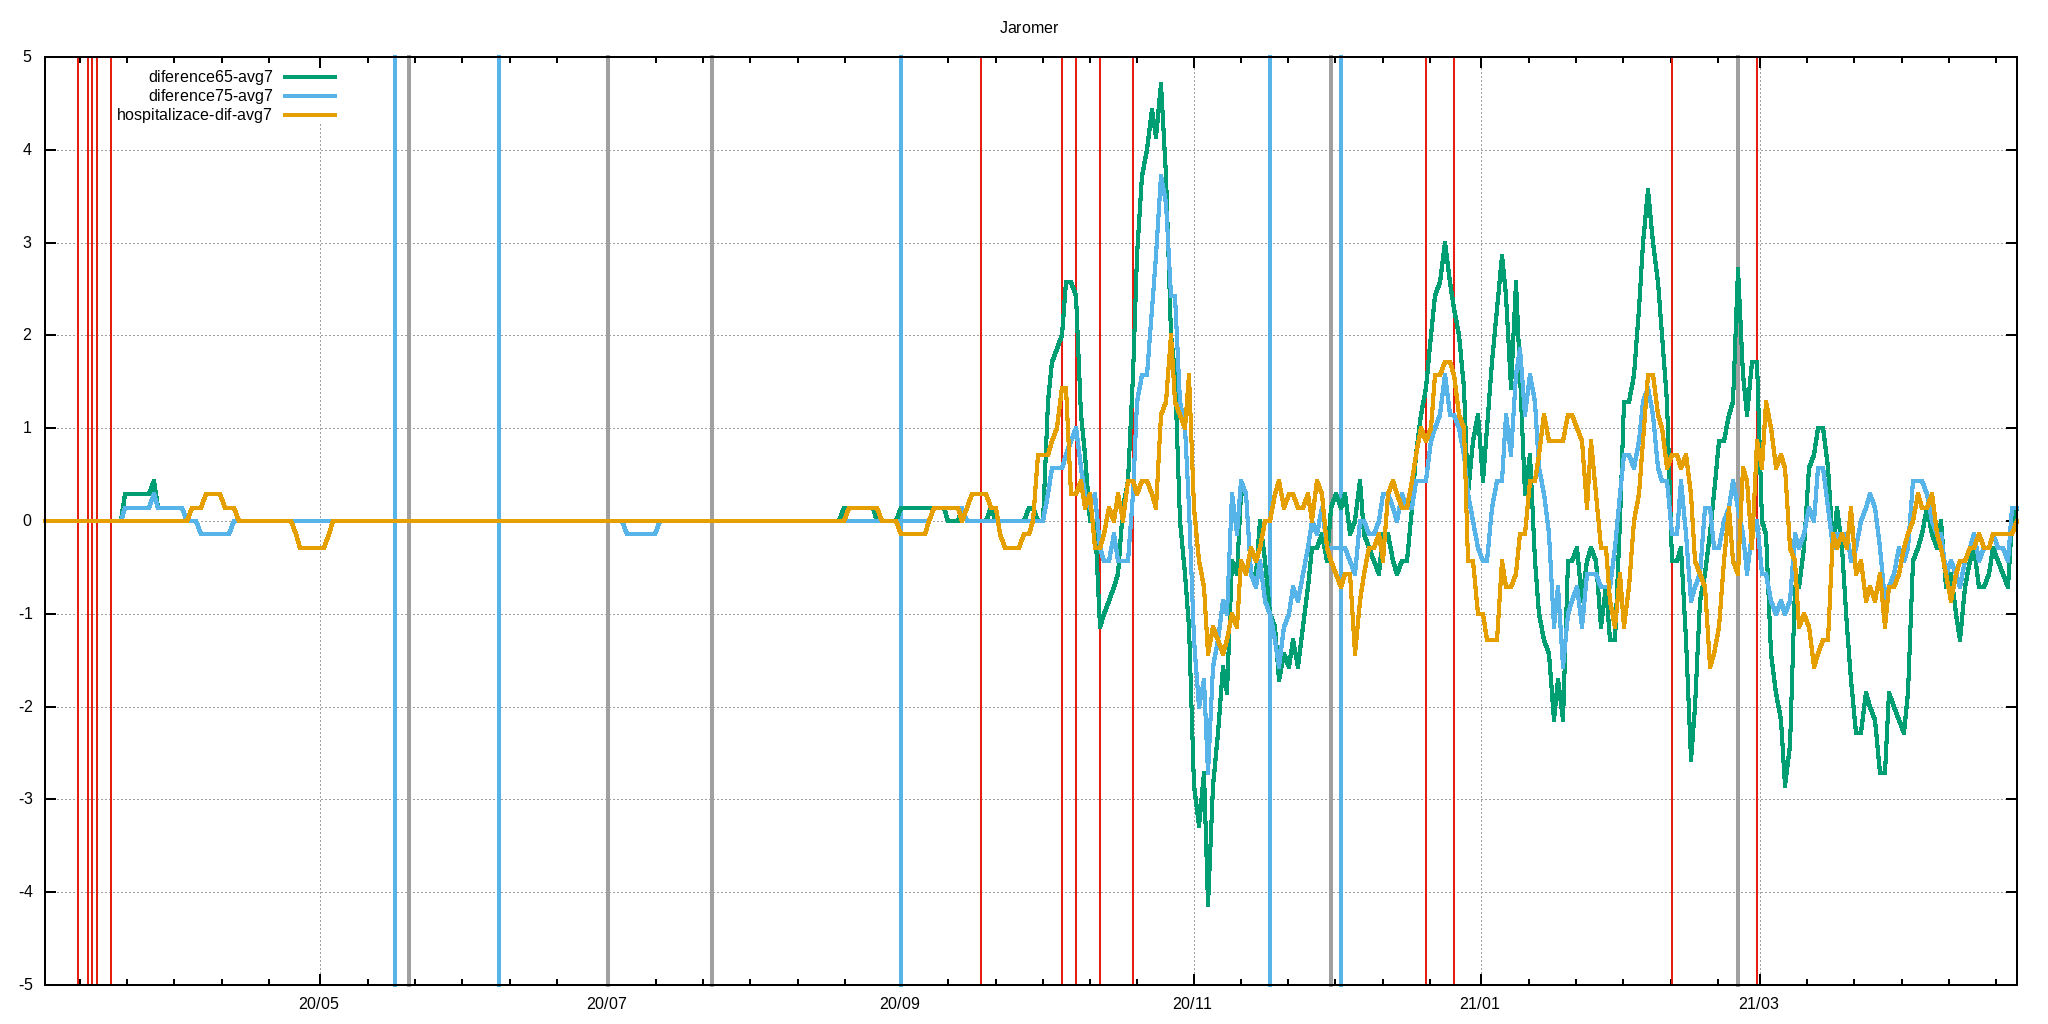 Jaromer
diference65-avg7
diference75-avg7
hospitalizace-dif-avg7
5
4
3
2
1
0
-1
-2
-3
-4
-5
20/05 20/07 20/09 20/11 21/01 21/03